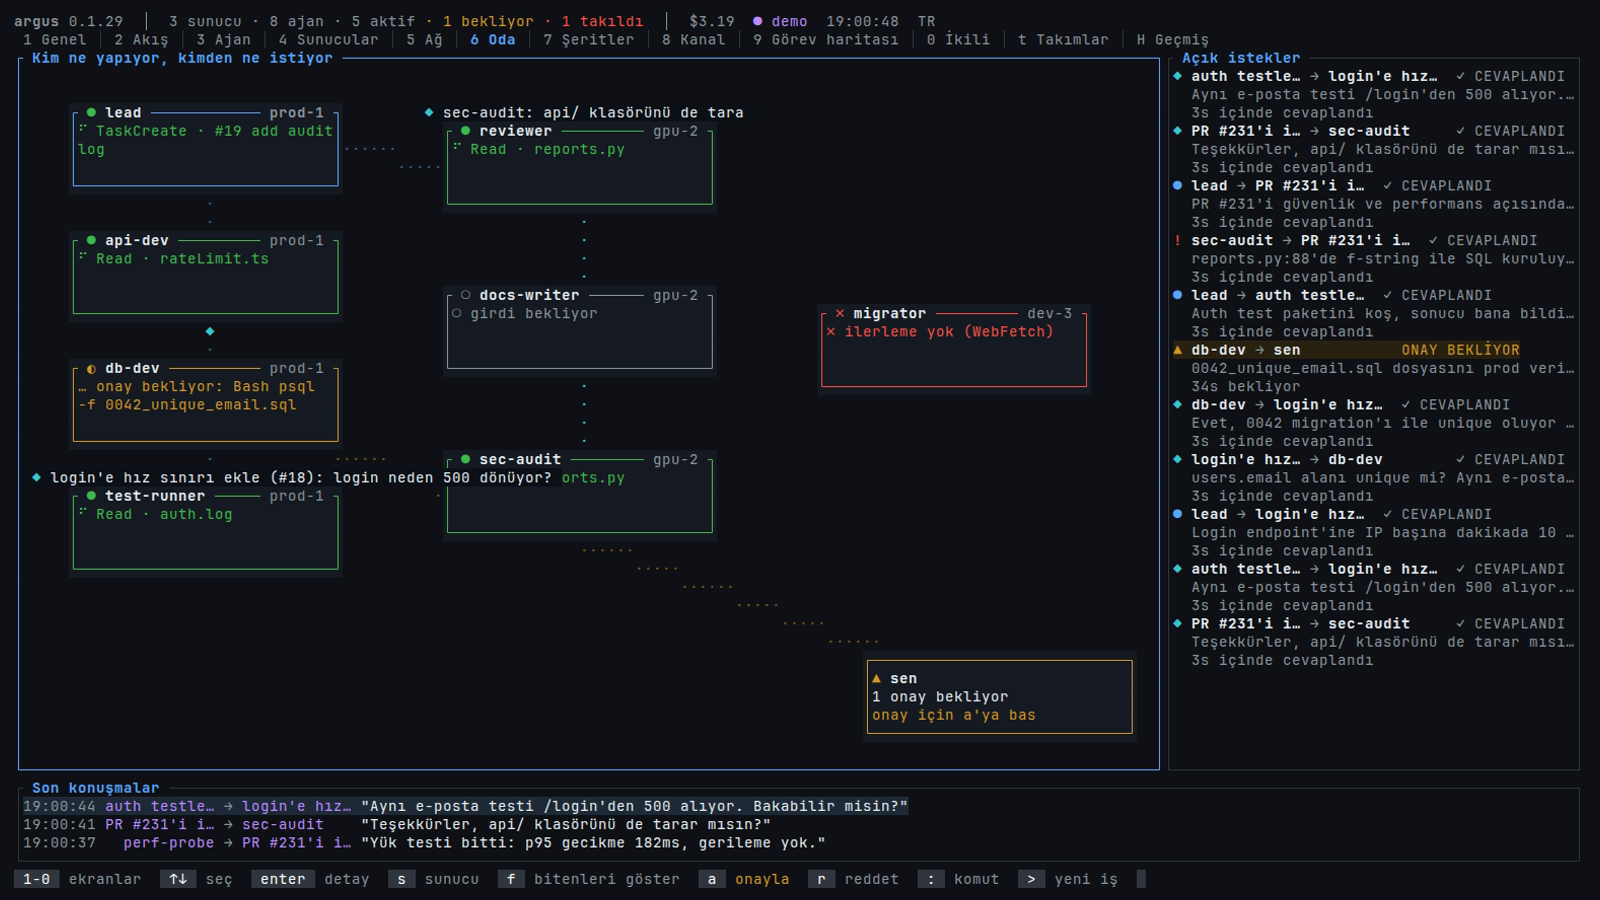 argus 0.1.29 │ 3 sunucu · 8 ajan · 5 aktif · 1 bekliyor · 1 takıldı │ $3.19 ● demo 19:00:48 TR
1 Genel │ 2 Akış │ 3 Ajan │ 4 Sunucular │ 5 Ağ │ 6 Oda │ 7 Şeritler │ 8 Kanal │ 9 Görev haritası │ 0 İkili │ t Takımlar │ H Geçmiş
Kim ne yapıyor, kimden ne istiyor
● lead prod-1
TaskCreate · #19 add audit
log
◆ sec-audit: api/ klasörünü de tara
● reviewer gpu-2
Read · reports.py
● api-dev prod-1
Read · rateLimit.ts
○ docs-writer gpu-2
○ girdi bekliyor
✕ migrator dev-3
✕ ilerleme yok (WebFetch)
◐ db-dev prod-1
… onay bekliyor: Bash psql
-f 0042_unique_email.sql
● sec-audit gpu-2
◆ login'e hız sınırı ekle (#18): login neden 500 dönüyor? orts.py
● test-runner prod-1
Read · auth.log
▲ sen
1 onay bekliyor
onay için a'ya bas
Açık istekler
◆ auth testle… → login'e hız… ✓ CEVAPLANDI
Aynı e-posta testi /login'den 500 alıyor.…
3s içinde cevaplandı
◆ PR #231'i i… → sec-audit ✓ CEVAPLANDI
Teşekkürler, api/ klasörünü de tarar mısı…
3s içinde cevaplandı
● lead → PR #231'i i… ✓ CEVAPLANDI
PR #231'i güvenlik ve performans açısında…
3s içinde cevaplandı
! sec-audit → PR #231'i i… ✓ CEVAPLANDI
reports.py:88'de f-string ile SQL kuruluy…
3s içinde cevaplandı
● lead → auth testle… ✓ CEVAPLANDI
Auth test paketini koş, sonucu bana bildi…
3s içinde cevaplandı
▲ db-dev → sen ONAY BEKLİYOR
0042_unique_email.sql dosyasını prod veri…
34s bekliyor
◆ db-dev → login'e hız… ✓ CEVAPLANDI
Evet, 0042 migration'ı ile unique oluyor …
3s içinde cevaplandı
◆ login'e hız… → db-dev ✓ CEVAPLANDI
users.email alanı unique mi? Aynı e-posta…
3s içinde cevaplandı
● lead → login'e hız… ✓ CEVAPLANDI
Login endpoint'ine IP başına dakikada 10 …
3s içinde cevaplandı
◆ auth testle… → login'e hız… ✓ CEVAPLANDI
Aynı e-posta testi /login'den 500 alıyor.…
3s içinde cevaplandı
◆ PR #231'i i… → sec-audit ✓ CEVAPLANDI
Teşekkürler, api/ klasörünü de tarar mısı…
3s içinde cevaplandı
Son konuşmalar
19:00:44 auth testle… → login'e hız… "Aynı e-posta testi /login'den 500 alıyor. Bakabilir misin?"
19:00:41 PR #231'i i… → sec-audit "Teşekkürler, api/ klasörünü de tarar mısın?"
19:00:37 perf-probe → PR #231'i i… "Yük testi bitti: p95 gecikme 182ms, gerileme yok."
1-0 ekranlar ↑↓ seç enter detay s sunucu f bitenleri göster a onayla r reddet : komut > yeni iş